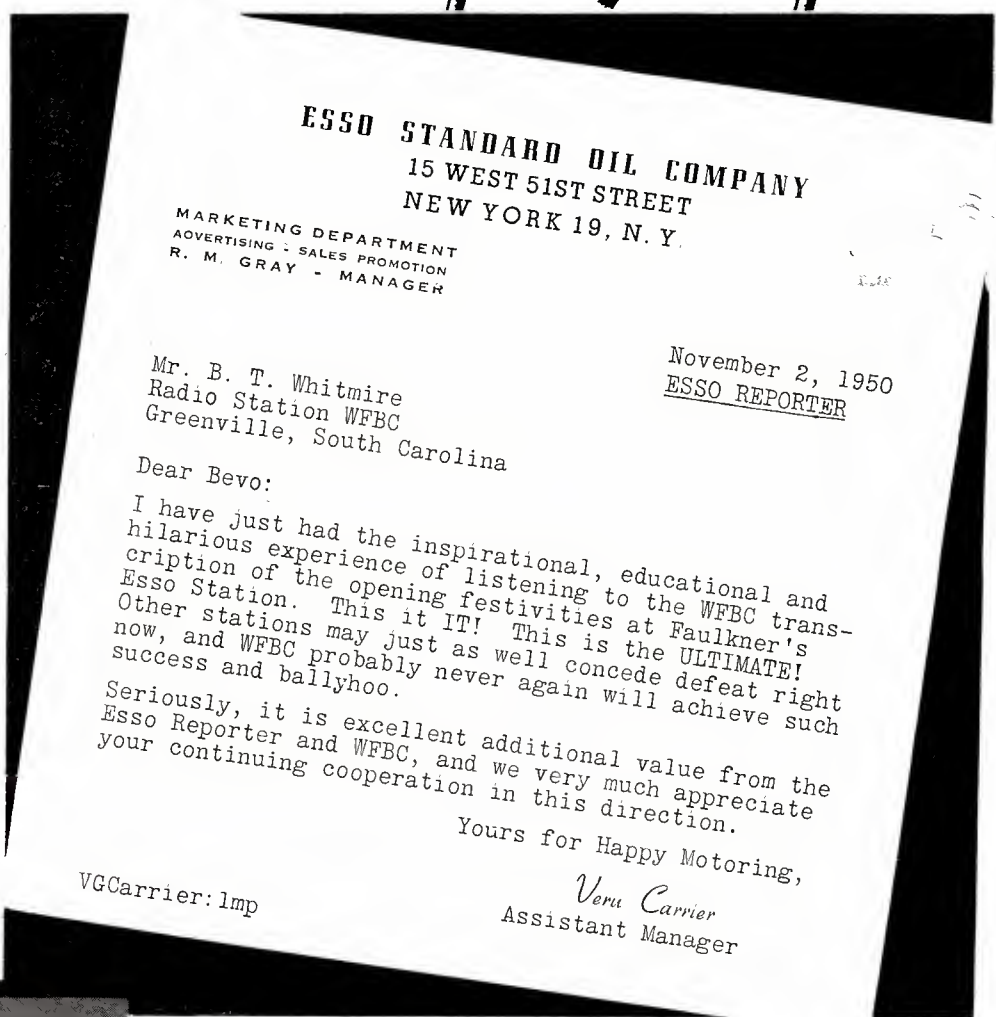 ESSO STANDARD OIL COMPANY
15 WEST 51ST STREET
NEW YORK 19, N. Y.
MARKETING DEPARTMENT
ADVERTISING - SALES PROMOTION
R. M. GRAY - MANAGER
November 2, 1950
ESSO REPORTER
Mr. B. T. Whitmire
Radio Station WFBC
Greenville, South Carolina
Dear Bevo:
I have just had the inspirational, educational and
hilarious experience of listening to the WFBC trans-
cription of the opening festivities at Faulkner's
Esso Station. This it IT! This is the ULTIMATE!
Other stations may just as well concede defeat right
now, and WFBC probably never again will achieve such
success and ballyhoo.
Seriously, it is excellent additional value from the
Esso Reporter and WFBC, and we very much appreciate
your continuing cooperation in this direction.
Yours for Happy Motoring,
Vern Carrier
Assistant Manager
VGCarrier:lmp